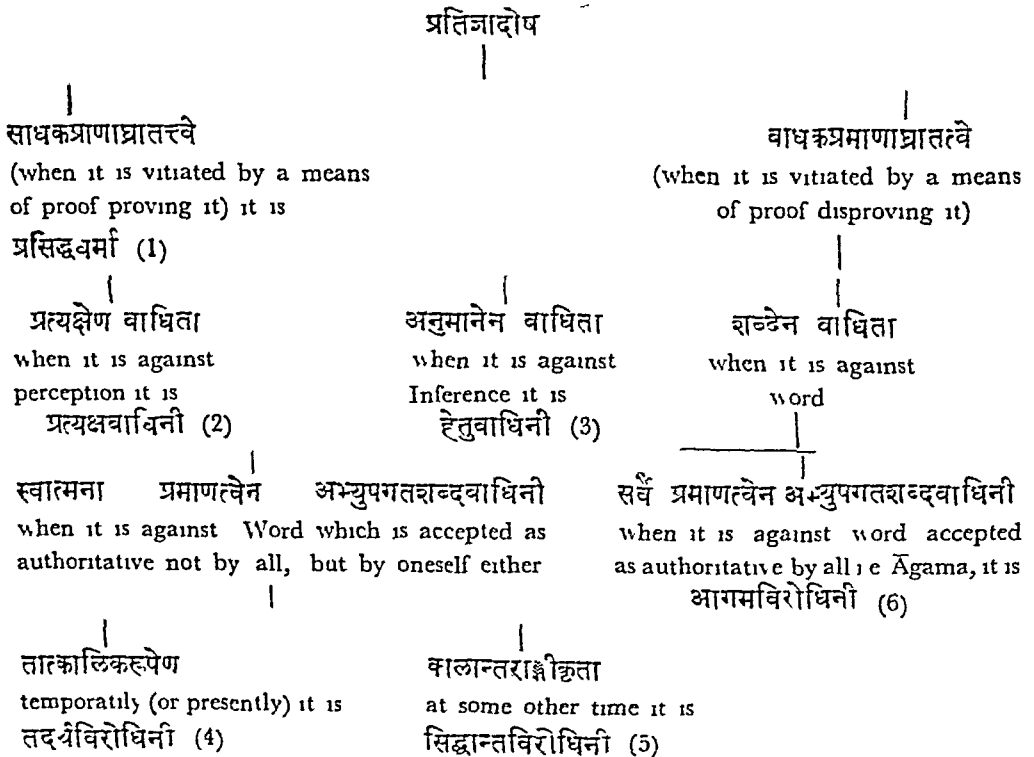 प्रतिज्ञादोष
साधकप्राणाघ्रातत्त्वे
(when it is vitiated by a means
of proof proving it) it is
प्रसिद्धधर्मा (1)
वाधकप्रमाणाघ्रातत्वे
(when it is vitiated by a means
of proof disproving it)
प्रत्यक्षेण वाधिता
when it is against
perception it is
प्रत्यक्षवाधिनी (2)
अनुमानेन वाधिता
when it is against
Inference it is
हेतुवाधिनी (3)
शब्देन वाधिता
when it is against
word
स्वात्मना प्रमाणत्वेन अभ्युपगतशब्दवाधिनी
when it is against Word which is accepted as
authoritative not by all, but by oneself either
सर्वै प्रमाणत्वेन अभ्युपगतशब्दवाधिनी
when it is against word accepted
as authoritative by all i e Āgama, it is
आगमविरोधिनी (6)
तात्कालिकरूपेण
temporatily (or presently) it is
तदर्थविरोधिनी (4)
कालान्तराङ्गीकृता
at some other time it is
सिद्धान्तविरोधिनी (5)